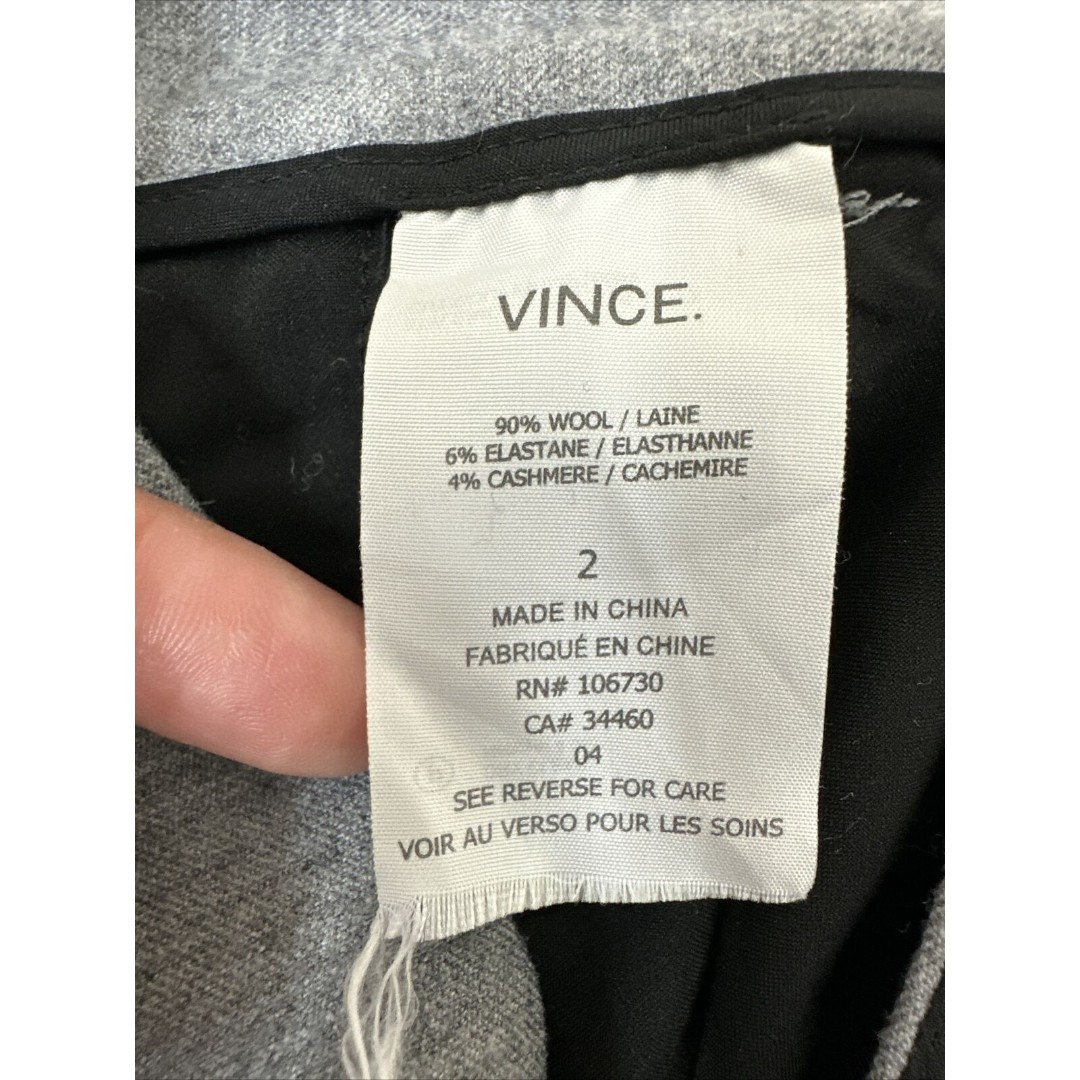 VINCE.
90% WOOL / LAINE
6% ELASTANE / ELASTHANNE
4% CASHMERE / CACHEMIRE
2
MADE IN CHINA
FABRIQUÉ EN CHINE
RN# 106730
CA# 34460
04
SEE REVERSE FOR CARE
VOIR AU VERSO POUR LES SOINS